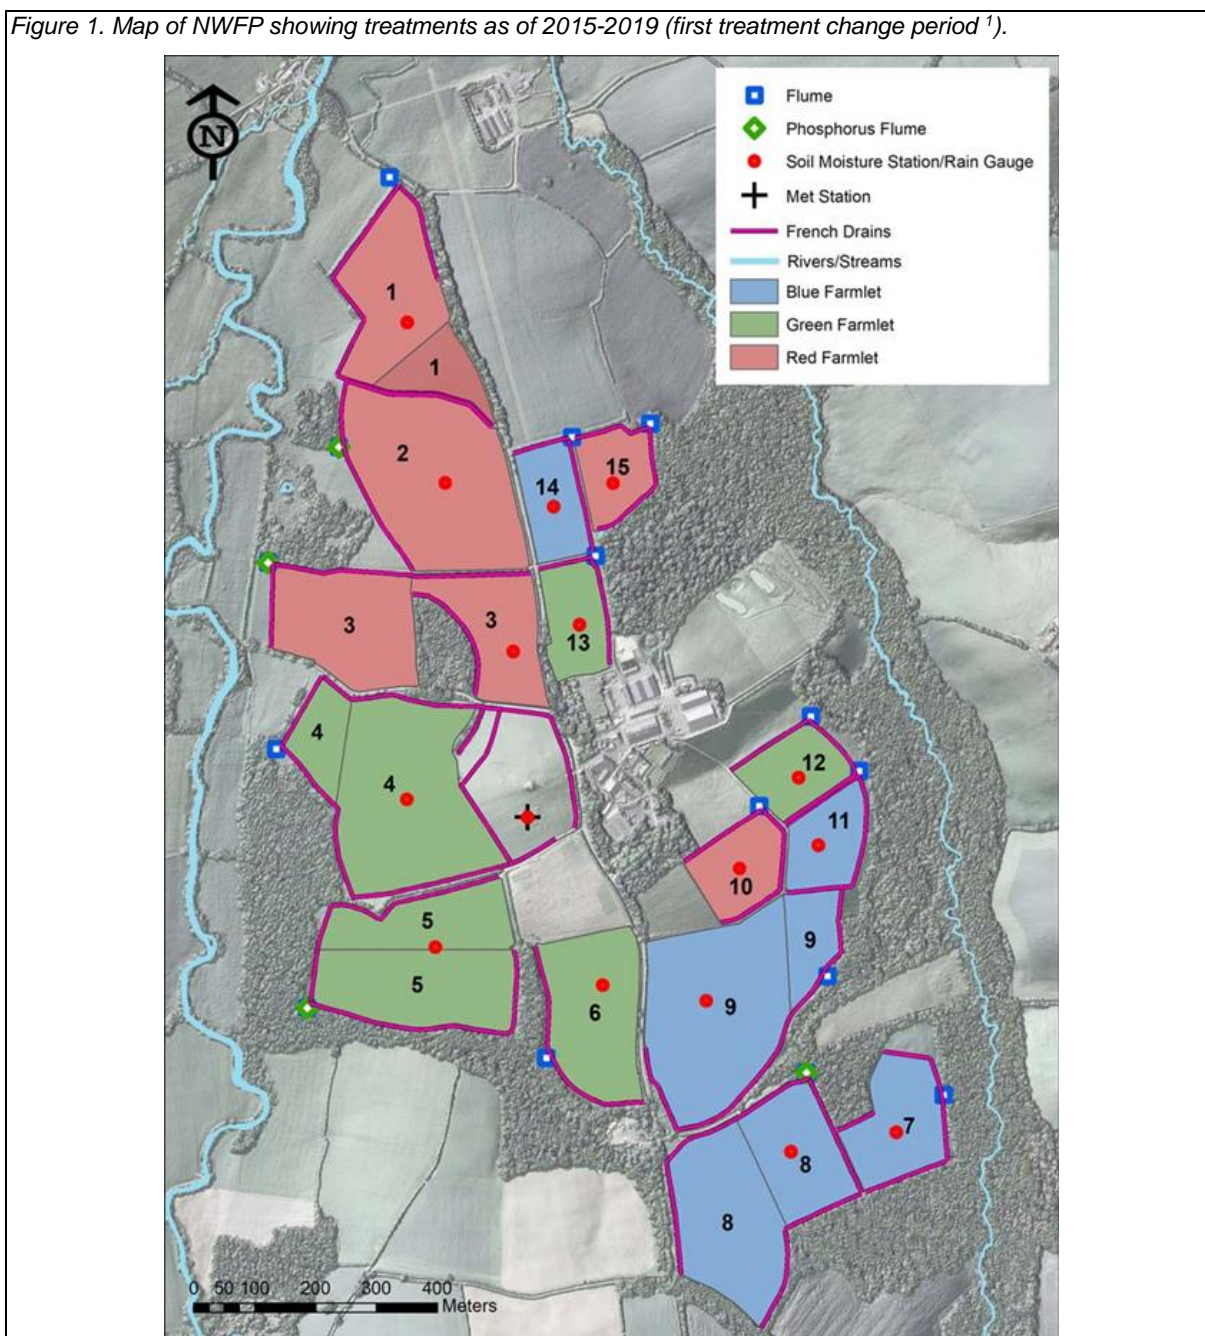 Figure 1. Map of NWFP showing treatments as of 2015-2019 (first treatment change period ¹).
N
Flume
Phosphorus Flume
Soil Moisture Station/Rain Gauge
Met Station
French Drains
Rivers/Streams
Blue Farmlet
Green Farmlet
Red Farmlet
1
1
2
15
14
3
3
13
4
4
12
11
10
5
9
5
6
9
7
8
8
0 50 100 200 300 400
Meters